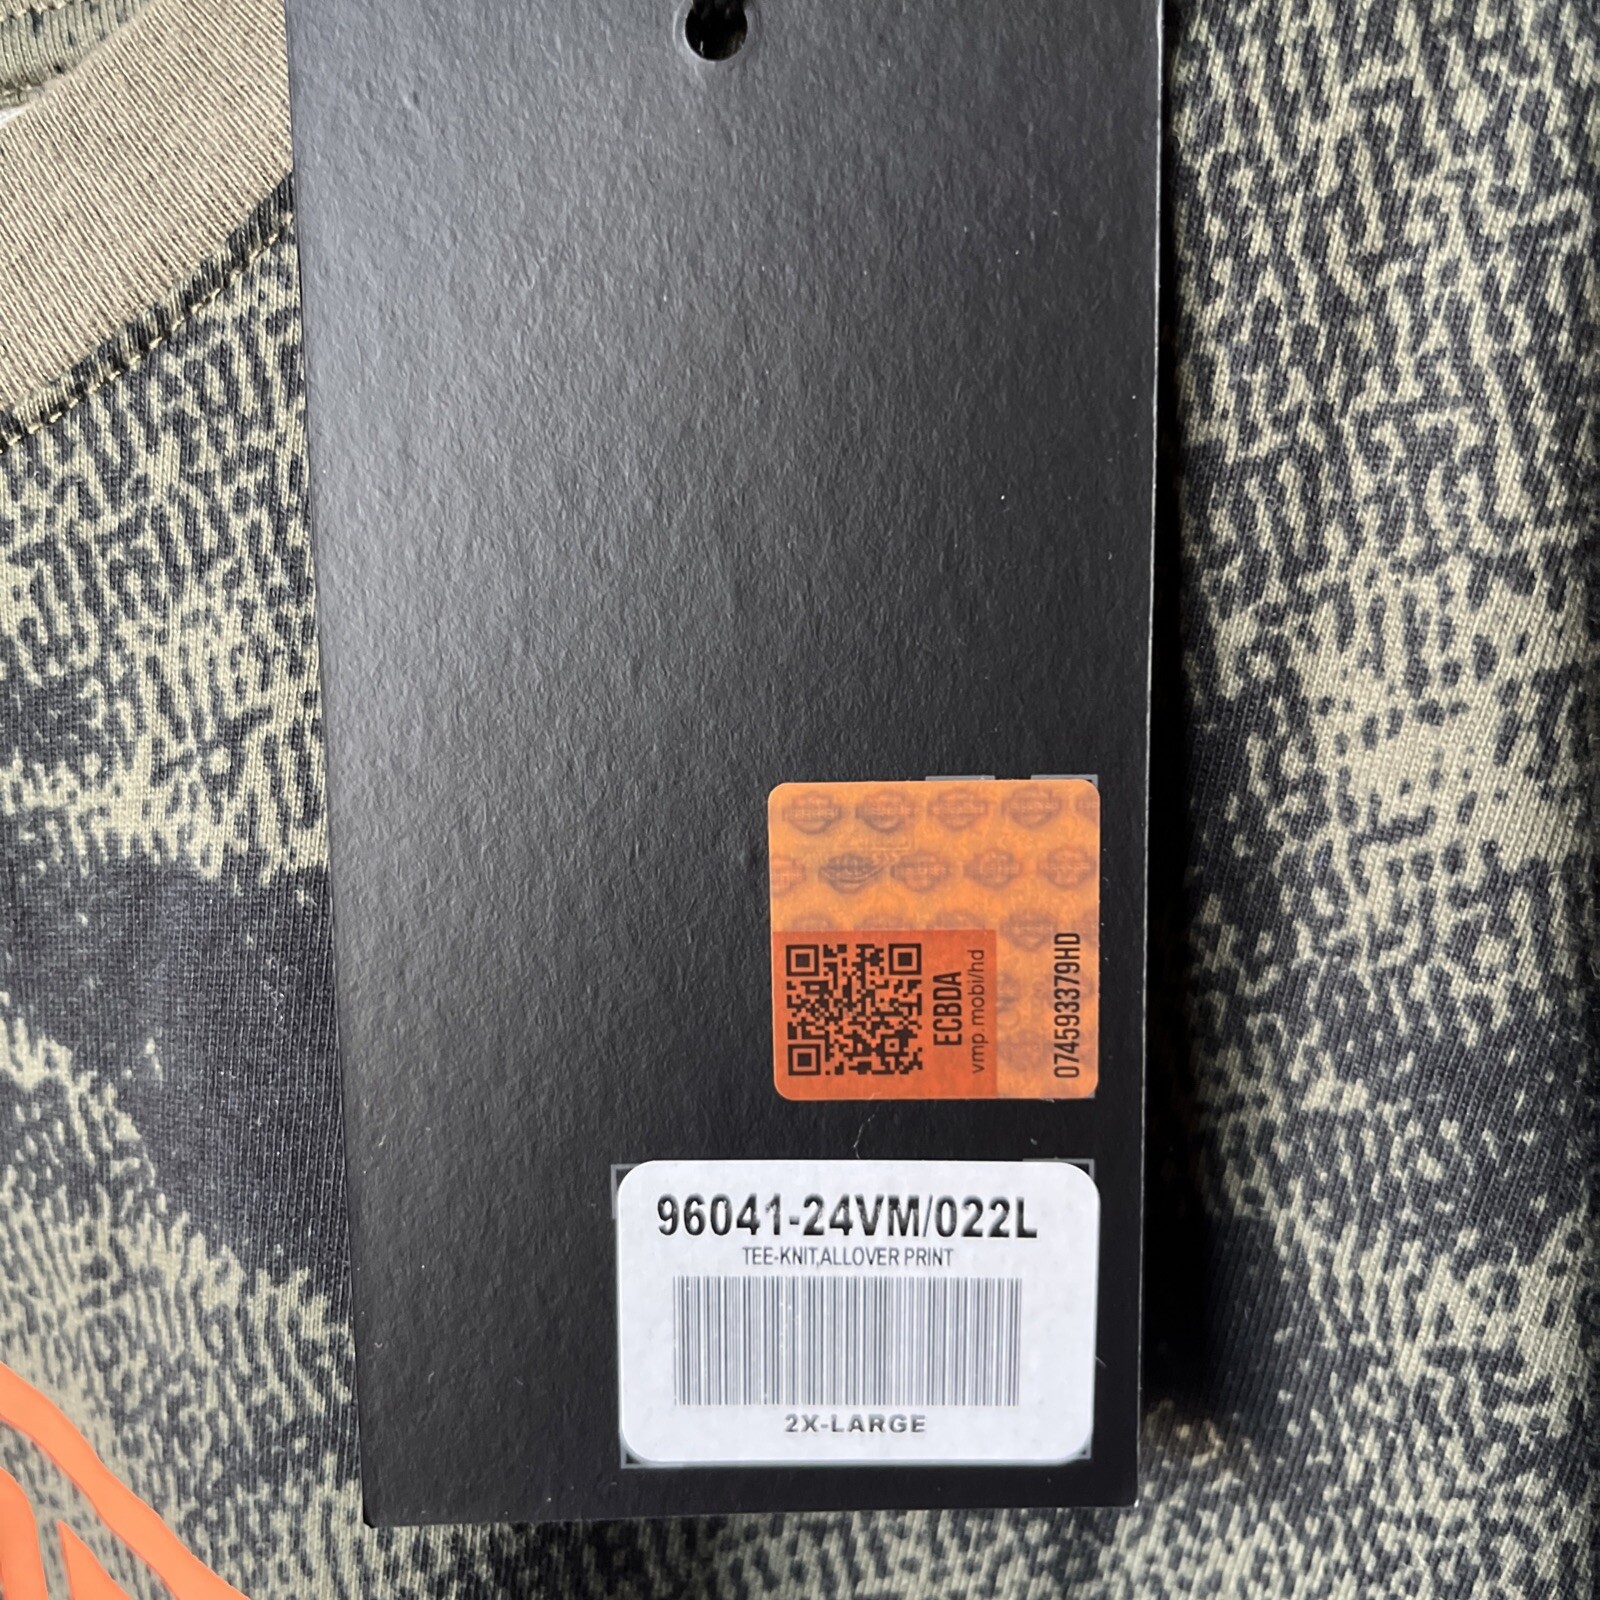 ECBDA
vmp.mobi/hd
074593379HD
96041-24VM/022L
TEE-KNIT,ALLOVER PRINT
2X-LARGE